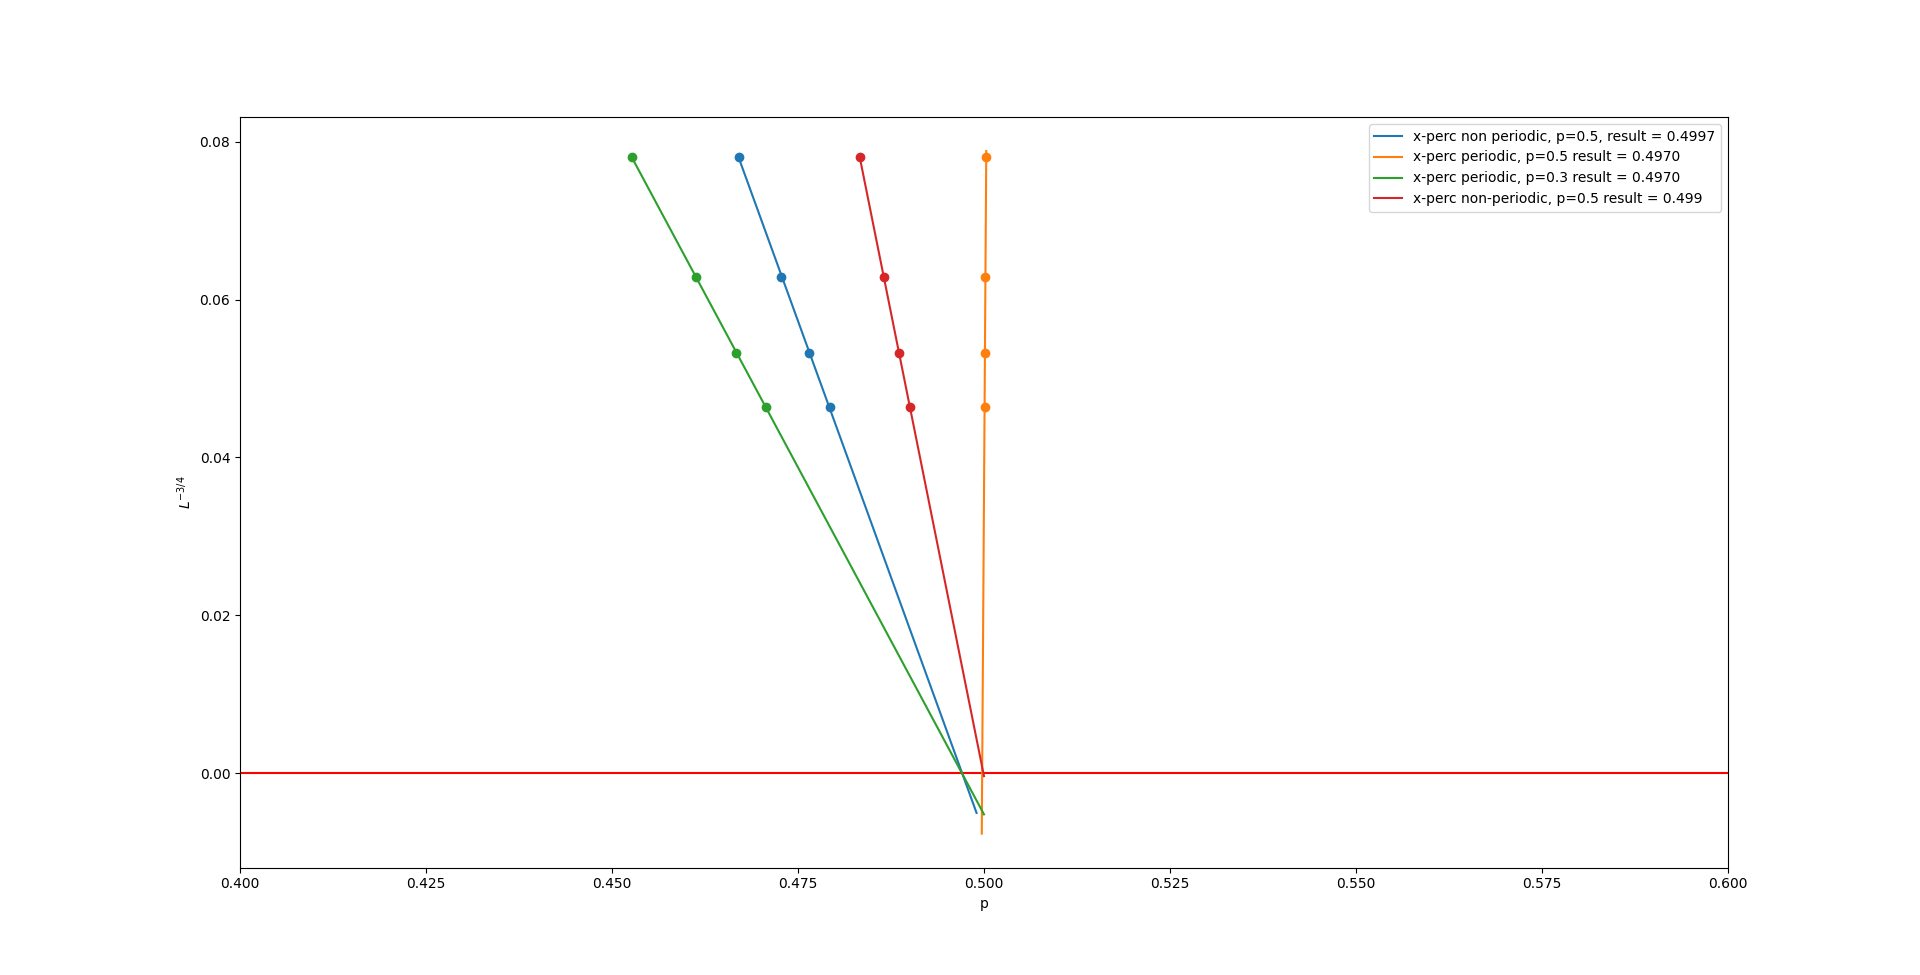 x-perc non periodic, p=0.5, result = 0.4997
x-perc periodic, p=0.5 result = 0.4970
x-perc periodic, p=0.3 result = 0.4970
x-perc non-periodic, p=0.5 result = 0.499
0.08
0.06
0.04
0.02
0.00
L^{-3/4}
0.400
0.425
0.450
0.475
0.500
0.525
0.550
0.575
0.600
p